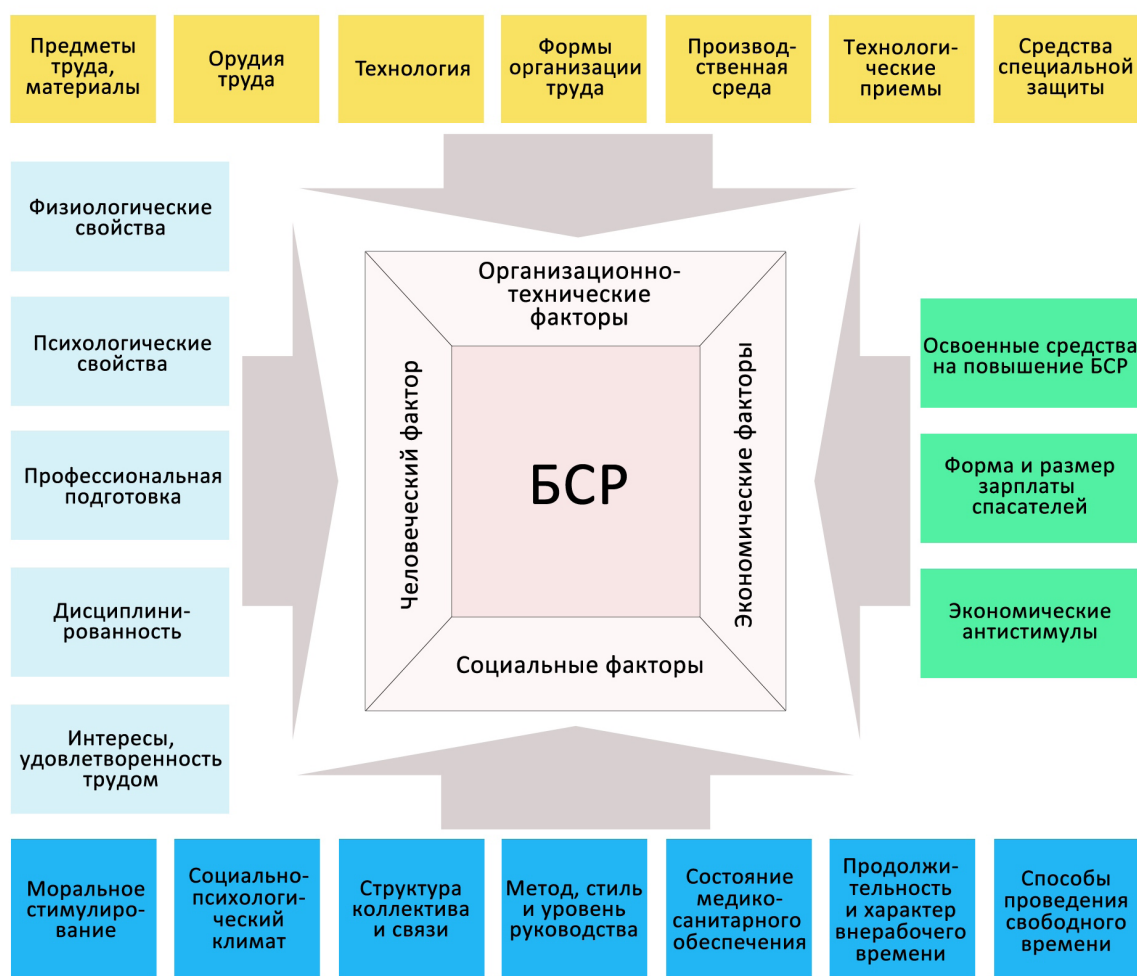 Предметы
труда,
материалы
Орудия
труда
Технология
Формы
организации
труда
Производ-
ственная
среда
Технологи-
ческие
приемы
Средства
специальной
защиты
Физиологические
свойства
Психологические
свойства
Профессиональная
подготовка
Дисциплини-
рованность
Интересы,
удовлетворенность
трудом
Организационно-
технические
факторы
Человеческий фактор
БСР
Экономические факторы
Социальные факторы
Освоенные средства
на повышение БСР
Форма и размер
зарплаты
спасателей
Экономические
антистимулы
Моральное
стимулиро-
вание
Социально-
психологи-
ческий
климат
Структура
коллектива
и связи
Метод, стиль
и уровень
руководства
Состояние
медико-
санитарного
обеспечения
Продолжи-
тельность
и характер
внерабочего
времени
Способы
проведения
свободного
времени